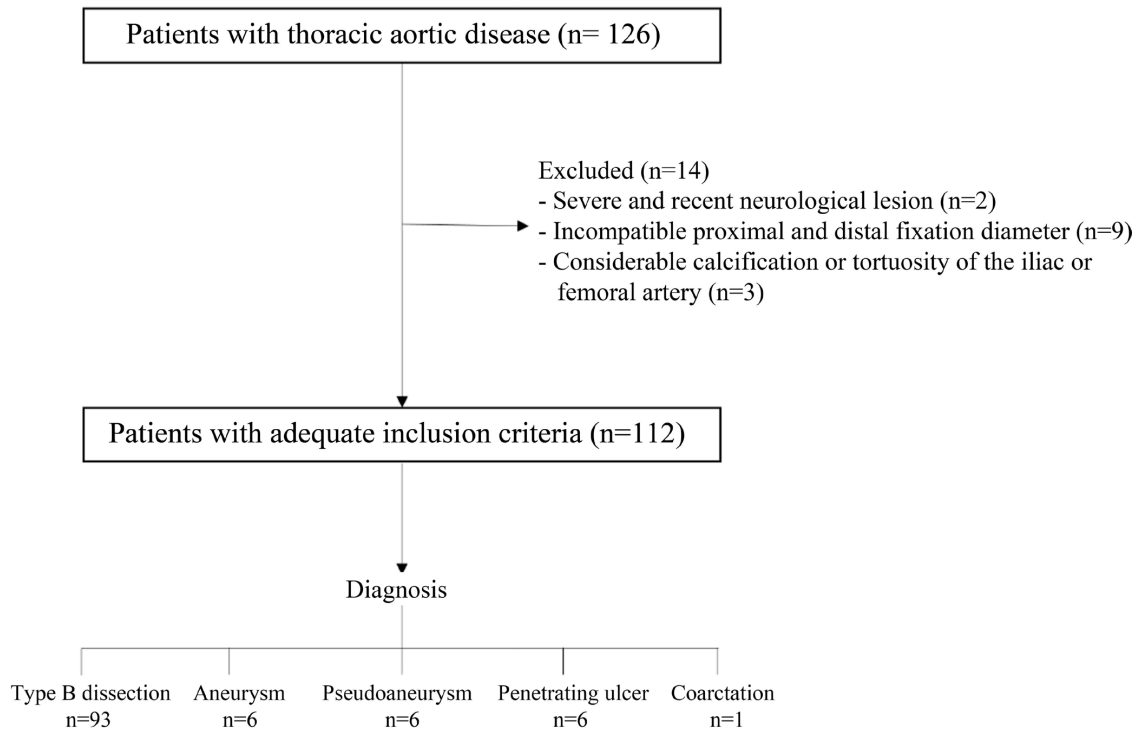 Patients with thoracic aortic disease (n= 126)
Excluded (n=14)
- Severe and recent neurological lesion (n=2)
- Incompatible proximal and distal fixation diameter (n=9)
- Considerable calcification or tortuosity of the iliac or
femoral artery (n=3)
Patients with adequate inclusion criteria (n=112)
Diagnosis
Type B dissection
n=93
Aneurysm
n=6
Pseudoaneurysm
n=6
Penetrating ulcer
n=6
Coarctation
n=1